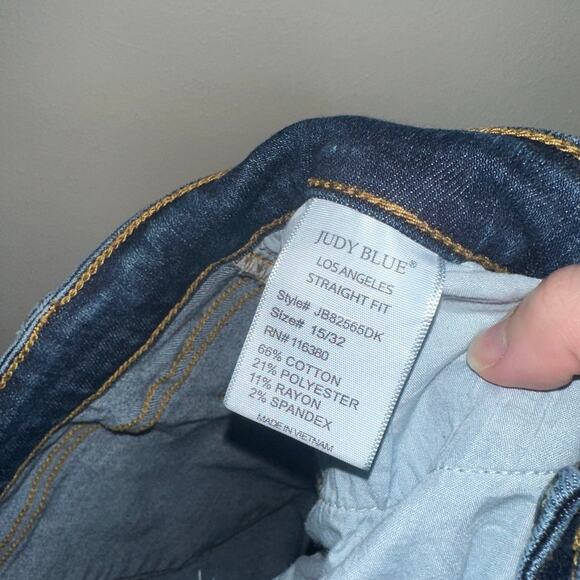 JUDY BLUE®
LOS ANGELES
STRAIGHT FIT
Style# JB82565DK
Size# 15/32
RN# 116380
66% COTTON
21% POLYESTER
11% RAYON
2% SPANDEX
MADE IN VIETNAM